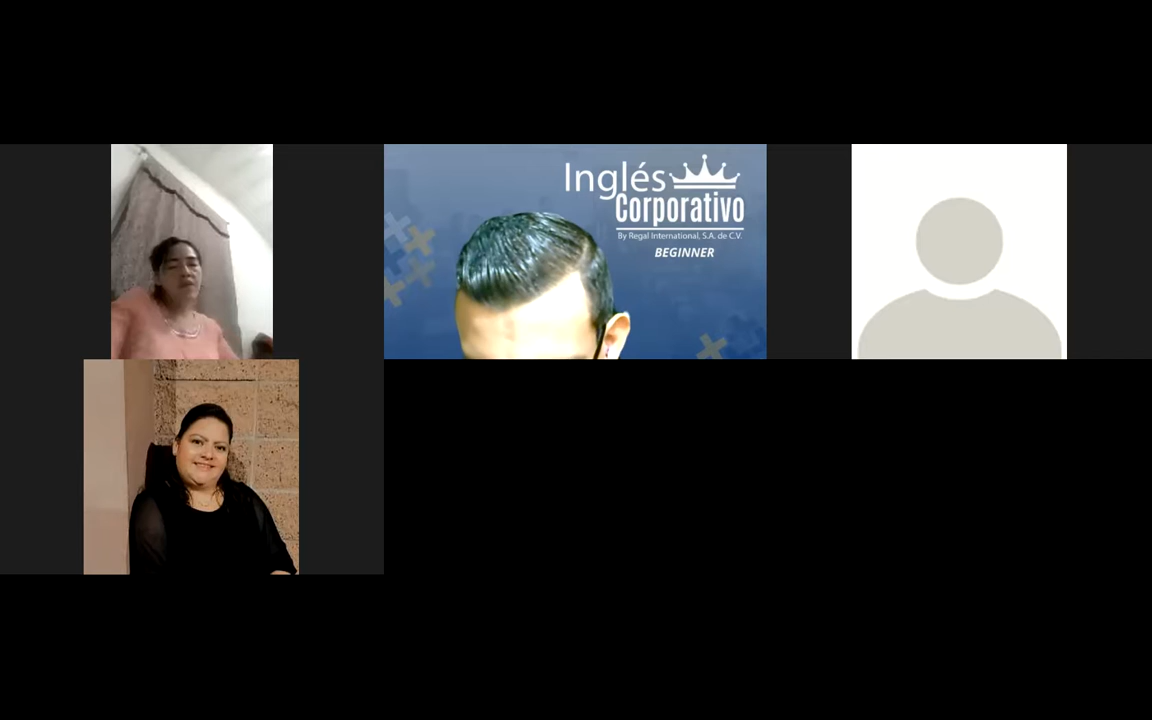 Inglés
Corporativo
By Regal International, S.A. de C.V.
BEGINNER